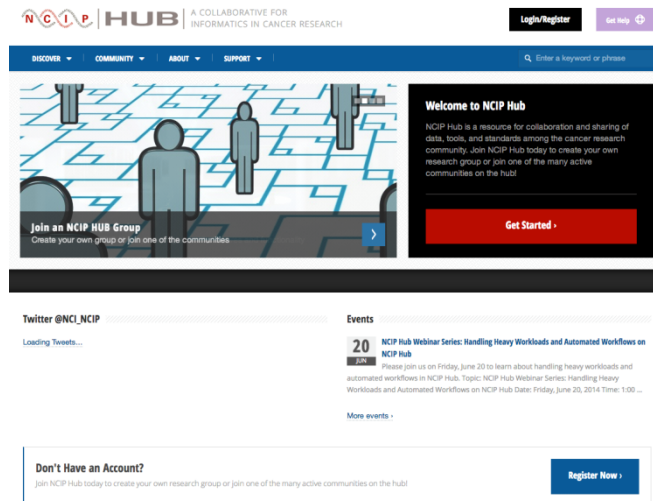 NCIP HUB
A COLLABORATIVE FOR
INFORMATICS IN CANCER RESEARCH
Login/Register
Get Help
DISCOVER
COMMUNITY
ABOUT
SUPPORT
Enter a keyword or phrase
Join an NCIP HUB Group
Create your own group or join one of the communities
Welcome to NCIP Hub
NCIP Hub is a resource for collaboration and sharing of
data, tools, and standards among the cancer research
community. Join NCIP Hub today to create your own
research group or join one of the many active
communities on the hub!
Get Started ›
Twitter @NCI_NCIP
Loading Tweets...
Events
20
JUN
NCIP Hub Webinar Series: Handling Heavy Workloads and Automated Workflows on
NCIP Hub
Please join us on Friday, June 20 to learn about handling heavy workloads and
automated workflows in NCIP Hub. Topic: NCIP Hub Webinar Series: Handling Heavy
Workloads and Automated Workflows on NCIP Hub Date: Friday, June 20, 2014 Time: 1:00 ...
More events ›
Don't Have an Account?
Join NCIP Hub today to create your own research group or join one of the many active communities on the hub!
Register Now ›